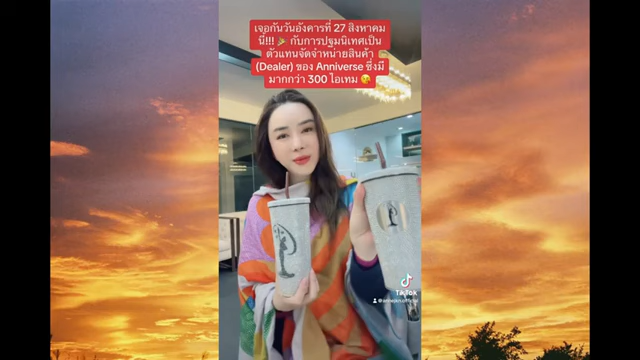 เจอกันวันอังคารที่ 27 สิงหาคม
นี้!!! 🎉 กับการปฐมนิเทศเป็น
ตัวแทนจัดจำหน่ายสินค้า
(Dealer) ของ Anniverse ซึ่งมี
มากกว่า 300 ไอเทม 😘
TikTok